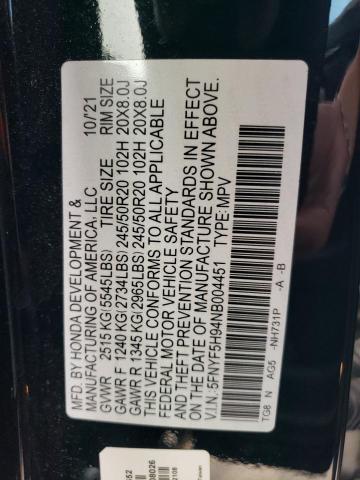 MFD. BY HONDA DEVELOPMENT & 10/'21
MANUFACTURING OF AMERICA, LLC
GVWR 2515 KG(5545LBS) TIRE SIZE RIM SIZE
GAWR F 1240 KG(2734LBS) 245/50R20 102H 20X8.0J
GAWR R 1345 KG(2965LBS) 245/50R20 102H 20X8.0J
THIS VEHICLE CONFORMS TO ALL APPLICABLE
FEDERAL MOTOR VEHICLE SAFETY
AND THEFT PREVENTION STANDARDS IN EFFECT
ON THE DATE OF MANUFACTURE SHOWN ABOVE.
V.I.N.:5FNYF5H94NB004451 TYPE:MPV
TG8 N AG5 -NH731P -A -B
08026